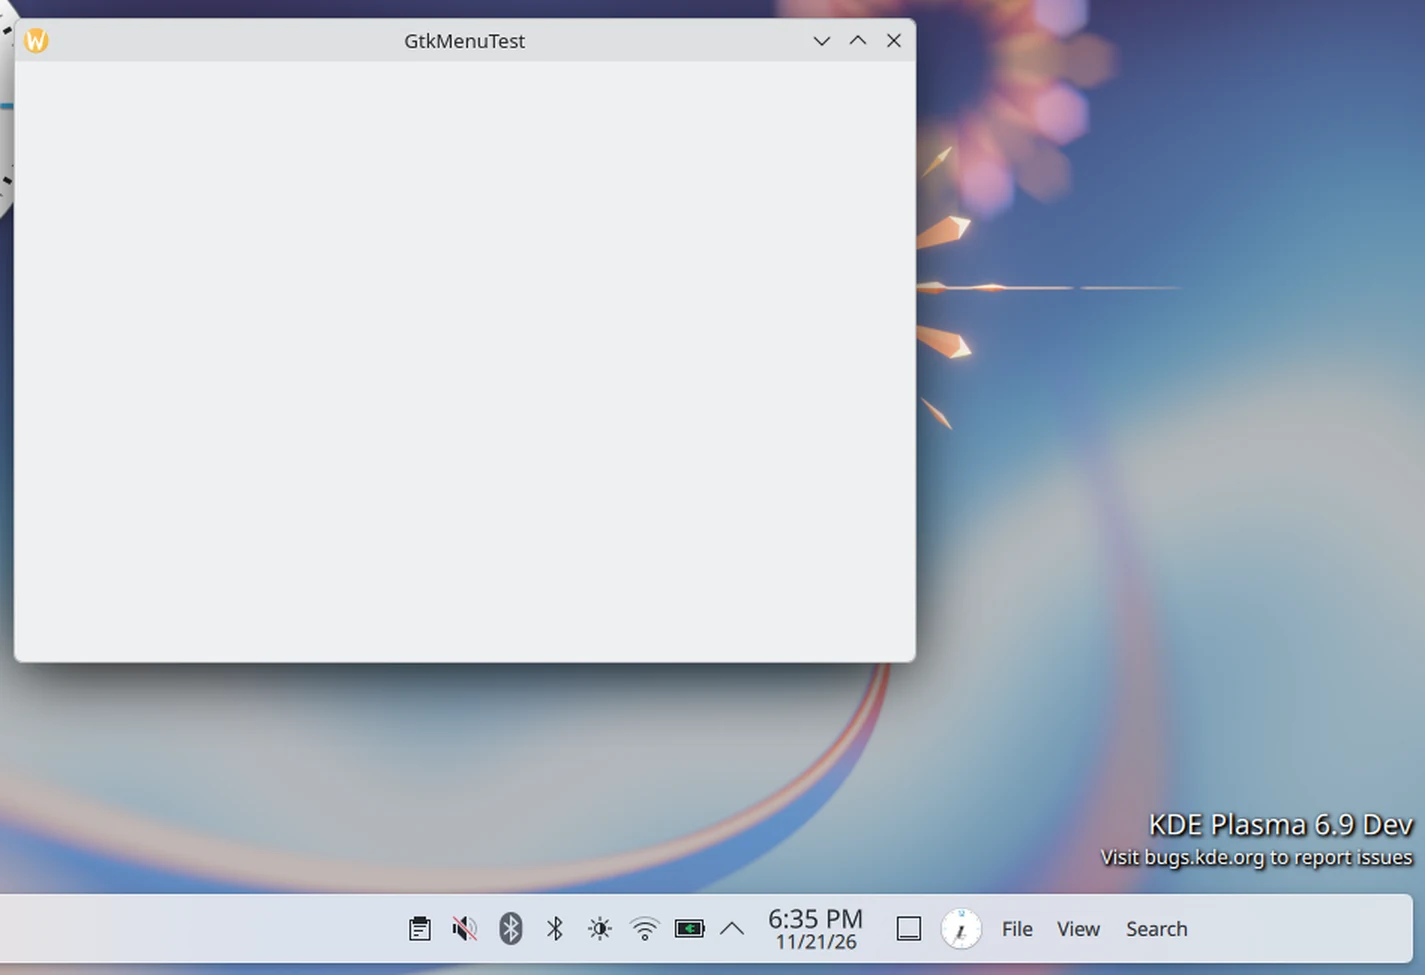 GtkMenuTest
KDE Plasma 6.9 Dev
Visit bugs.kde.org to report issues
6:35 PM
11/21/26
12
File View Search